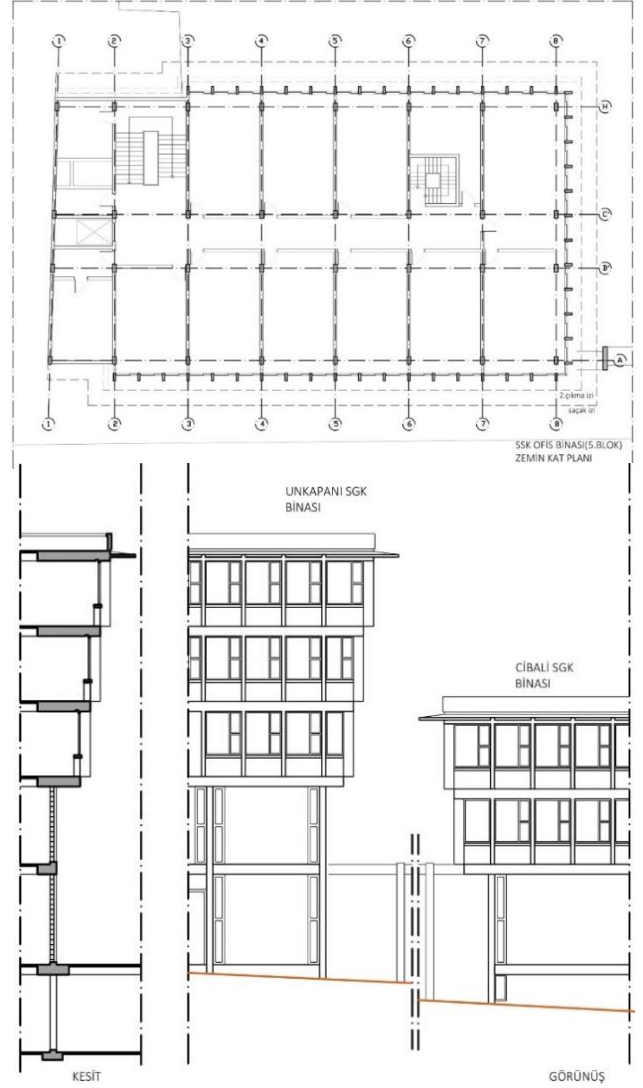 1 2 3 4 5 6 7 8
C
B
A
1 2 3 4 5 6 7 8
2.çıkma izi
saçak izi
SSK OFİS BİNASI(5.BLOK)
ZEMİN KAT PLANI
UNKAPANI SGK
BİNASI
CİBALİ SGK
BİNASI
KESİT
GÖRÜNÜŞ